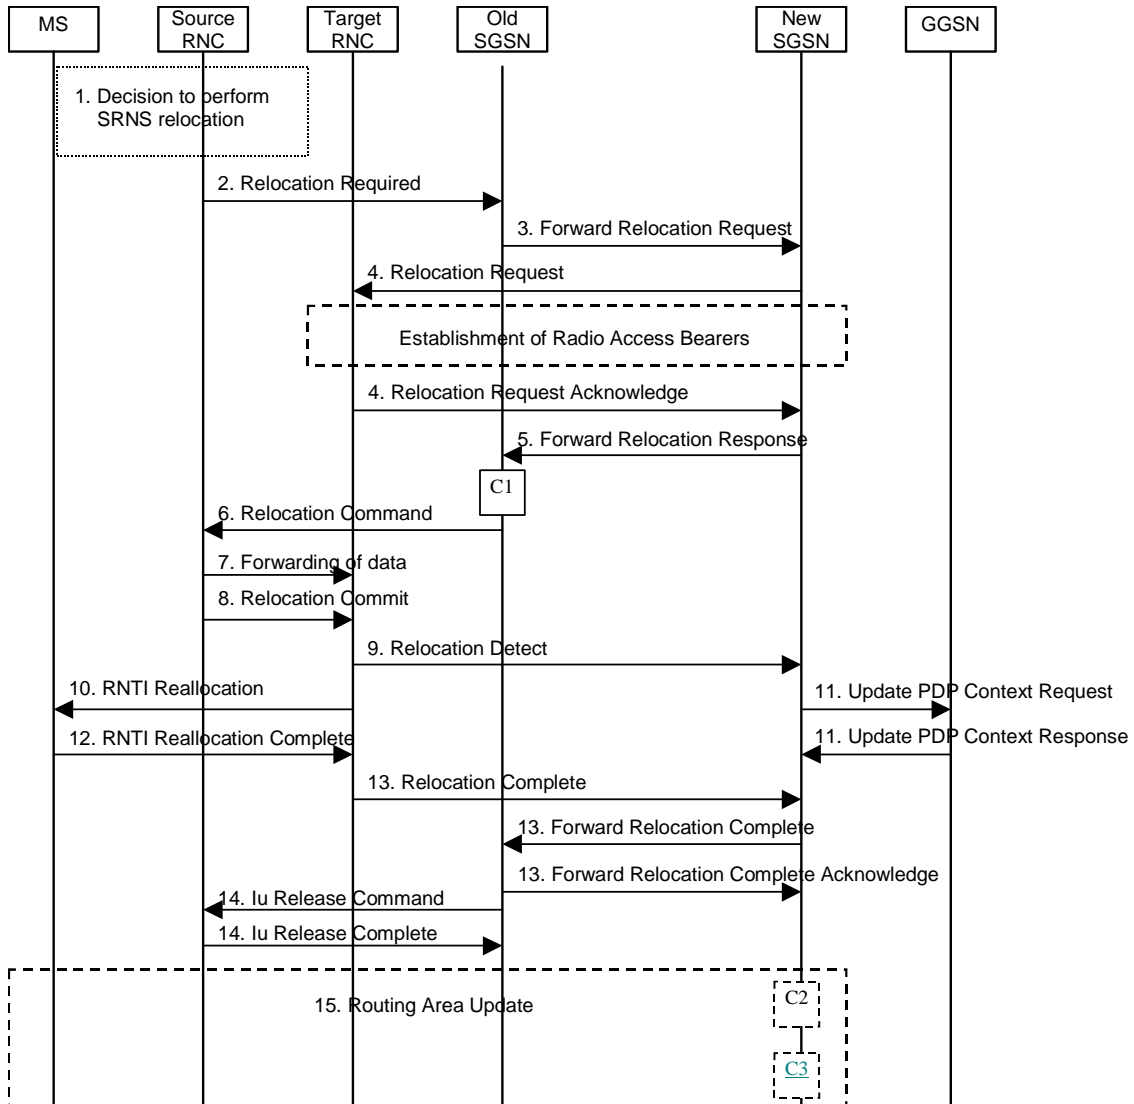 MS
Source
RNC
Target
RNC
Old
SGSN
New
SGSN
GGSN
1. Decision to perform
SRNS relocation
2. Relocation Required
3. Forward Relocation Request
4. Relocation Request
Establishment of Radio Access Bearers
4. Relocation Request Acknowledge
5. Forward Relocation Response
C1
6. Relocation Command
7. Forwarding of data
8. Relocation Commit
9. Relocation Detect
10. RNTI Reallocation
11. Update PDP Context Request
12. RNTI Reallocation Complete
11. Update PDP Context Response
13. Relocation Complete
13. Forward Relocation Complete
13. Forward Relocation Complete Acknowledge
14. Iu Release Command
14. Iu Release Complete
15. Routing Area Update
C2
C3